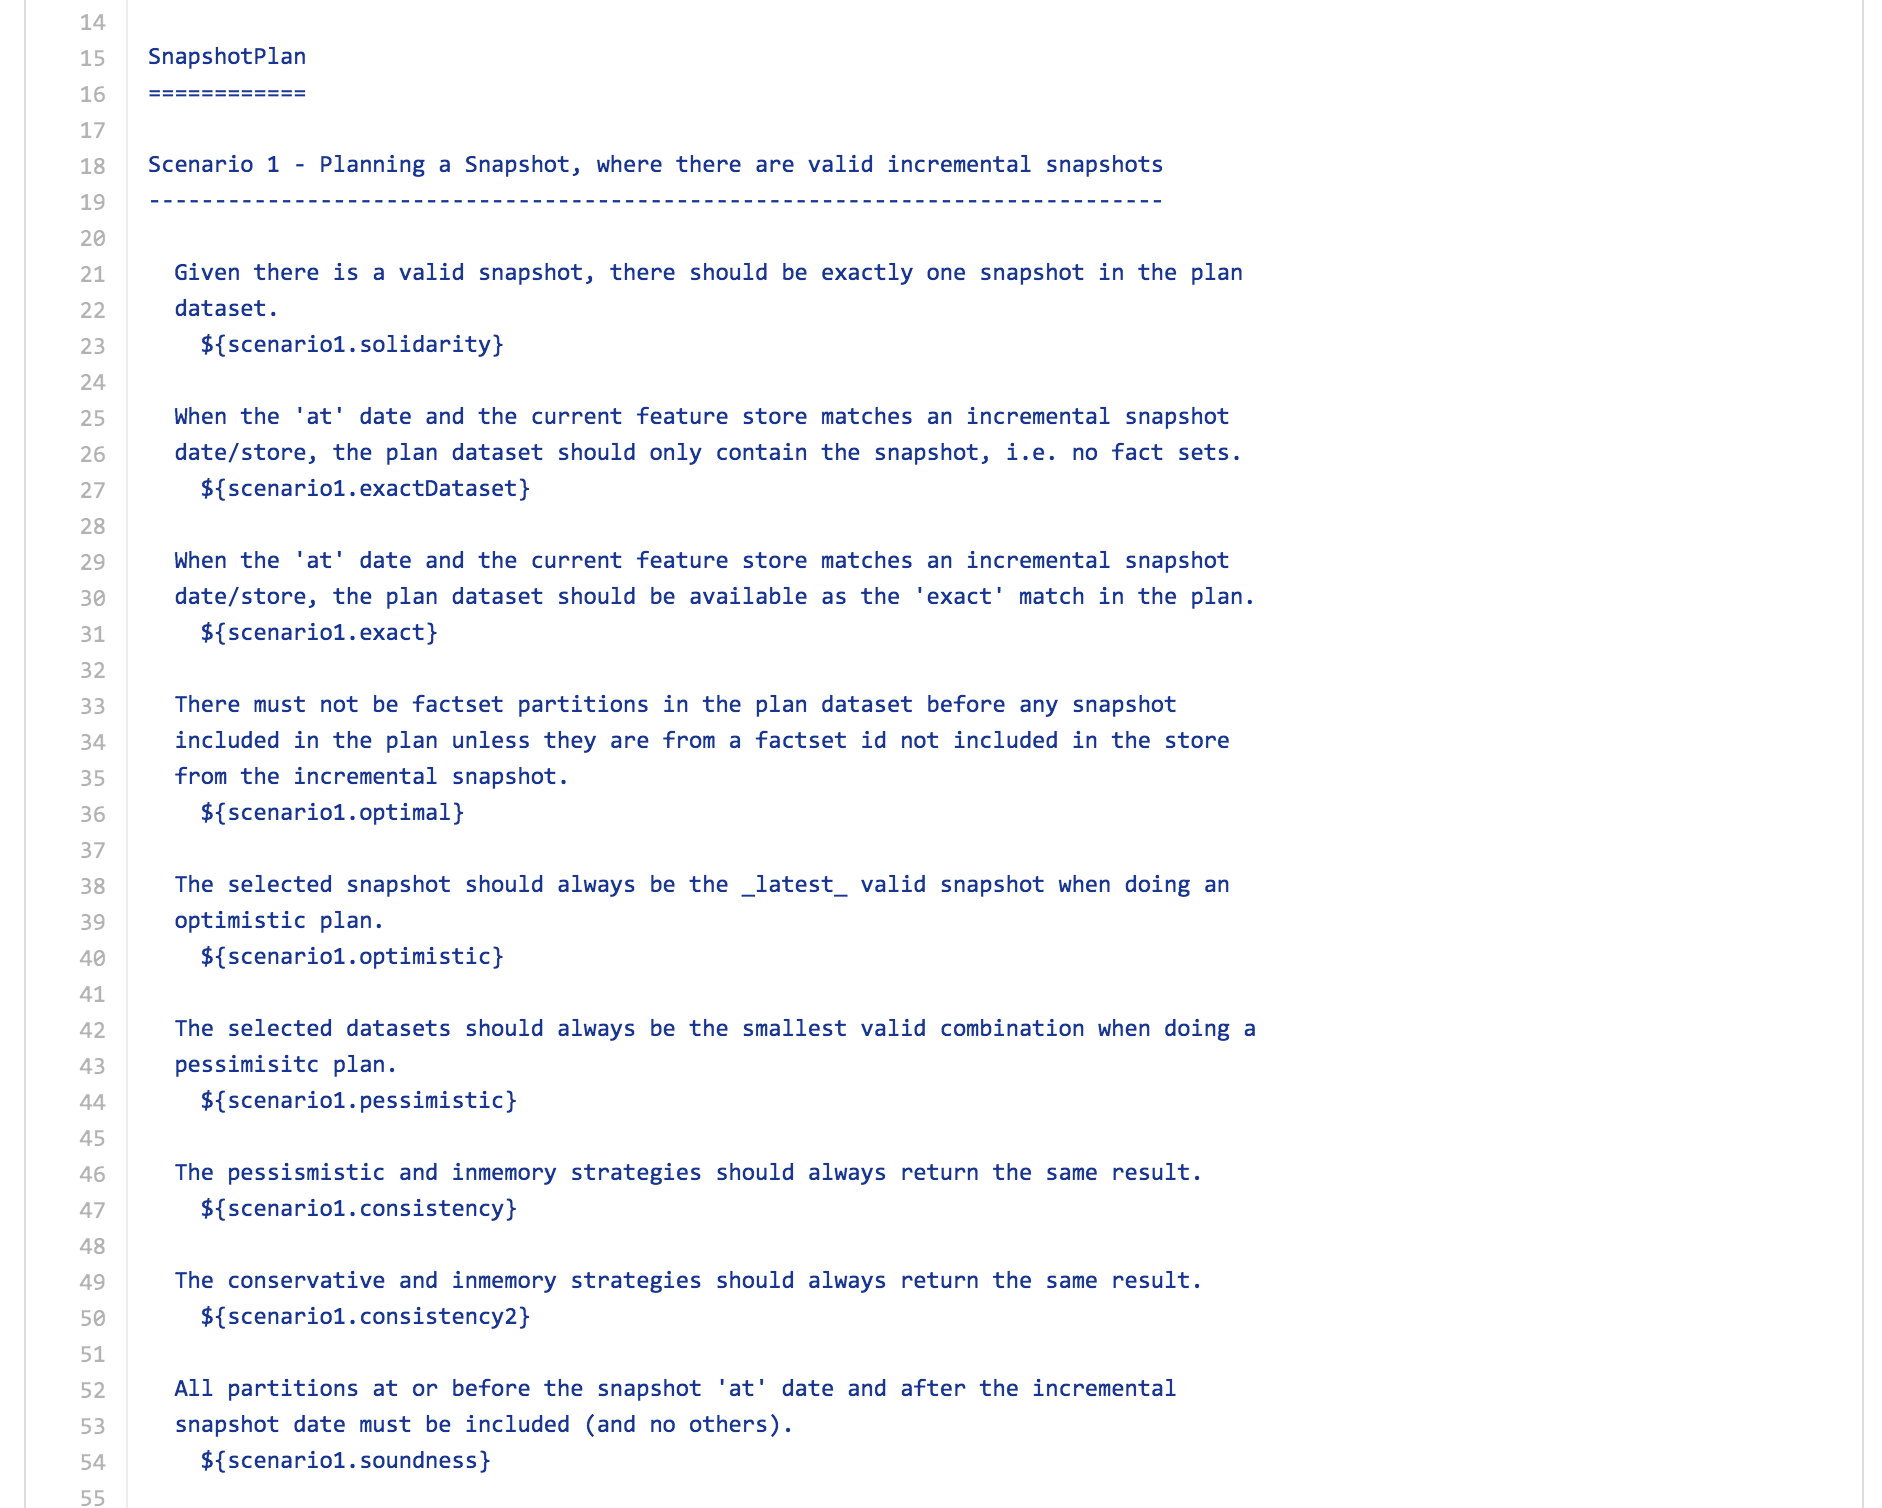 14
15 SnapshotPlan
16 ============
17
18 Scenario 1 - Planning a Snapshot, where there are valid incremental snapshots
19 -----------------------------------------------------------------------------
20
21   Given there is a valid snapshot, there should be exactly one snapshot in the plan
22   dataset.
23     ${scenario1.solidarity}
24
25   When the 'at' date and the current feature store matches an incremental snapshot
26   date/store, the plan dataset should only contain the snapshot, i.e. no fact sets.
27     ${scenario1.exactDataset}
28
29   When the 'at' date and the current feature store matches an incremental snapshot
30   date/store, the plan dataset should be available as the 'exact' match in the plan.
31     ${scenario1.exact}
32
33   There must not be factset partitions in the plan dataset before any snapshot
34   included in the plan unless they are from a factset id not included in the store
35   from the incremental snapshot.
36     ${scenario1.optimal}
37
38   The selected snapshot should always be the _latest_ valid snapshot when doing an
39   optimistic plan.
40     ${scenario1.optimistic}
41
42   The selected datasets should always be the smallest valid combination when doing a
43   pessimisitc plan.
44     ${scenario1.pessimistic}
45
46   The pessismistic and inmemory strategies should always return the same result.
47     ${scenario1.consistency}
48
49   The conservative and inmemory strategies should always return the same result.
50     ${scenario1.consistency2}
51
52   All partitions at or before the snapshot 'at' date and after the incremental
53   snapshot date must be included (and no others).
54     ${scenario1.soundness}
55